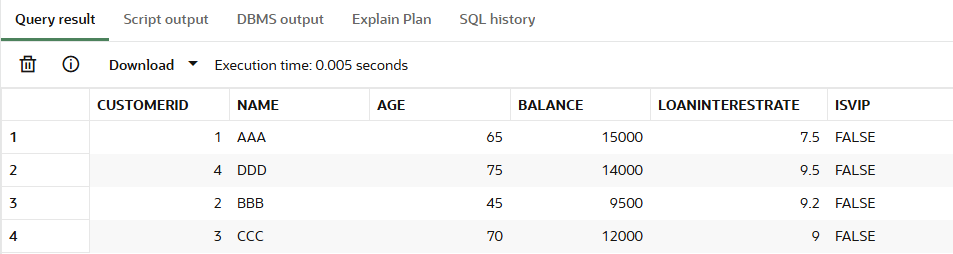 Query result Script output DBMS output Explain Plan SQL history
Download Execution time: 0.005 seconds
CUSTOMERID NAME AGE BALANCE LOANINTERESTRATE ISVIP
1 1 AAA 65 15000 7.5 FALSE
2 4 DDD 75 14000 9.5 FALSE
3 2 BBB 45 9500 9.2 FALSE
4 3 CCC 70 12000 9 FALSE